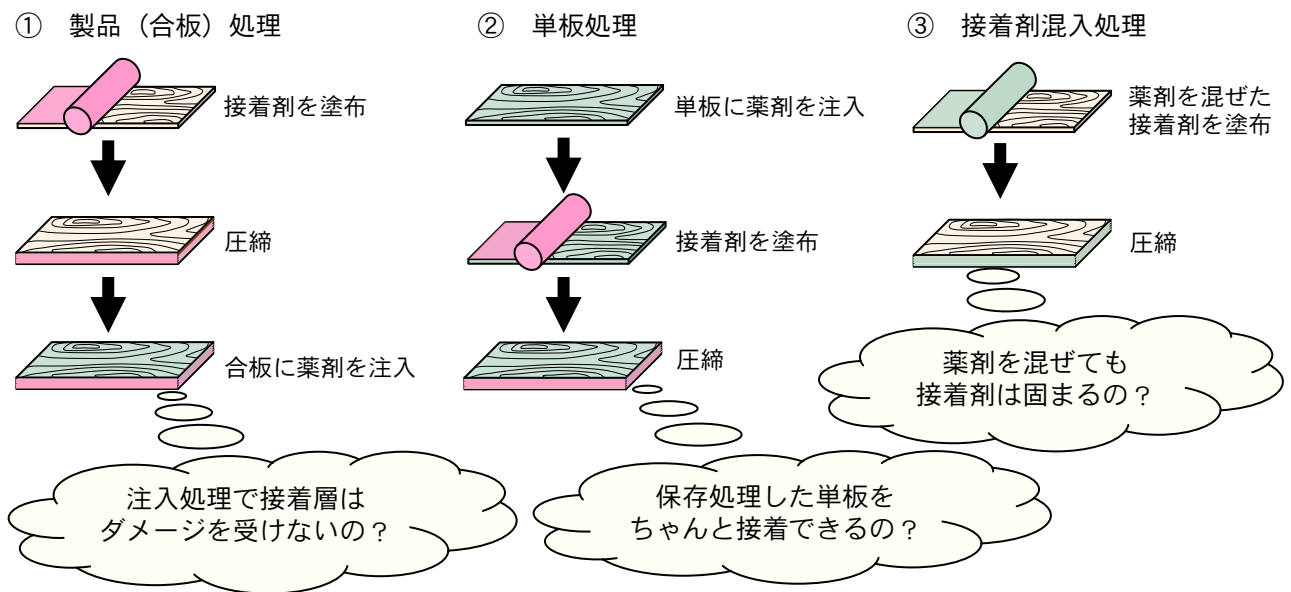 ① 製品（合板）処理
接着剤を塗布
圧締
合板に薬剤を注入
注入処理で接着層は
ダメージを受けないの？
② 単板処理
単板に薬剤を注入
接着剤を塗布
圧締
保存処理した単板を
ちゃんと接着できるの？
③ 接着剤混入処理
薬剤を混ぜた
接着剤を塗布
圧締
薬剤を混ぜても
接着剤は固まるの？